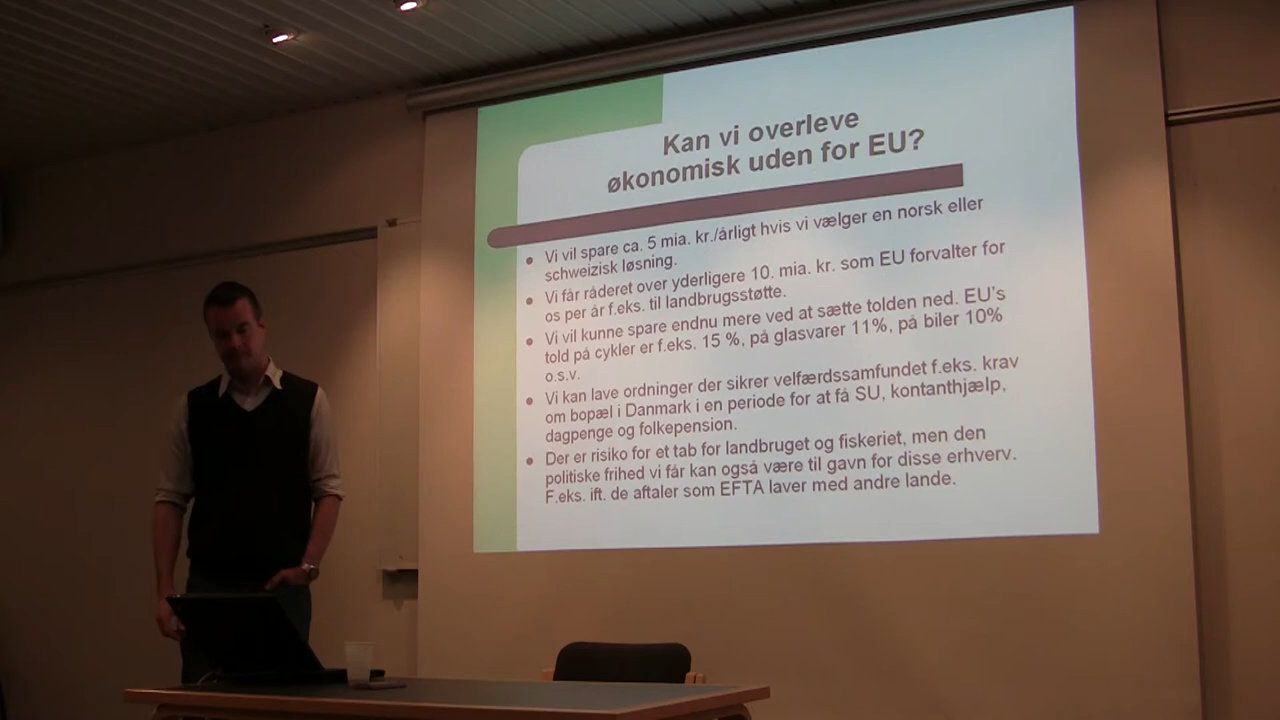 Kan vi overleve
økonomisk uden for EU?
Vi vil spare ca. 5 mia. kr./årligt hvis vi vælger en norsk eller
schweizisk løsning.
Vi får råderet over yderligere 10. mia. kr. som EU forvalter for
os per år f.eks. til landbrugsstøtte.
Vi vil kunne spare endnu mere ved at sætte tolden ned. EU's
told på cykler er f.eks. 15 %, på glasvarer 11%, på biler 10%
o.s.v.
Vi kan lave ordninger der sikrer velfærdssamfundet f.eks. krav
om bopæl i Danmark i en periode for at få SU, kontanthjælp,
dagpenge og folkepension.
Der er risiko for et tab for landbruget og fiskeriet, men den
politiske frihed vi får kan også være til gavn for disse erhverv.
F.eks. ift. de aftaler som EFTA laver med andre lande.